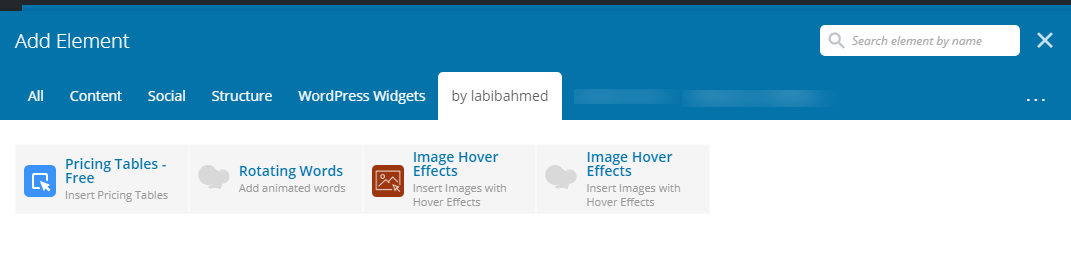 Add Element
Search element by name
All Content Social Structure WordPress Widgets by labibahmed ...
Pricing Tables -
Free
Insert Pricing Tables
Rotating Words
Add animated words
Image Hover
Effects
Insert Images with
Hover Effects
Image Hover
Effects
Insert Images with
Hover Effects